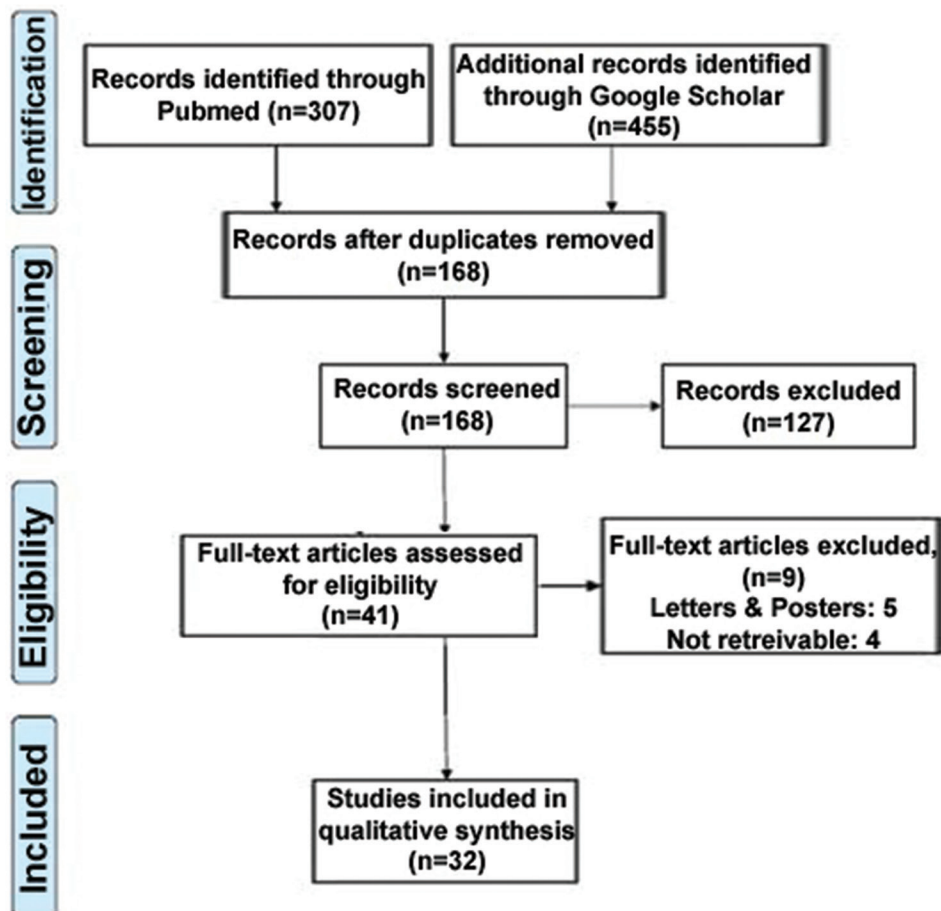 Identification
Records identified through
Pubmed (n=307)
Additional records identified
through Google Scholar
(n=455)
Records after duplicates removed
(n=168)
Screening
Records screened
(n=168)
Records excluded
(n=127)
Eligibility
Full-text articles assessed
for eligibility
(n=41)
Full-text articles excluded,
(n=9)
Letters & Posters: 5
Not retreivable: 4
Included
Studies included in
qualitative synthesis
(n=32)